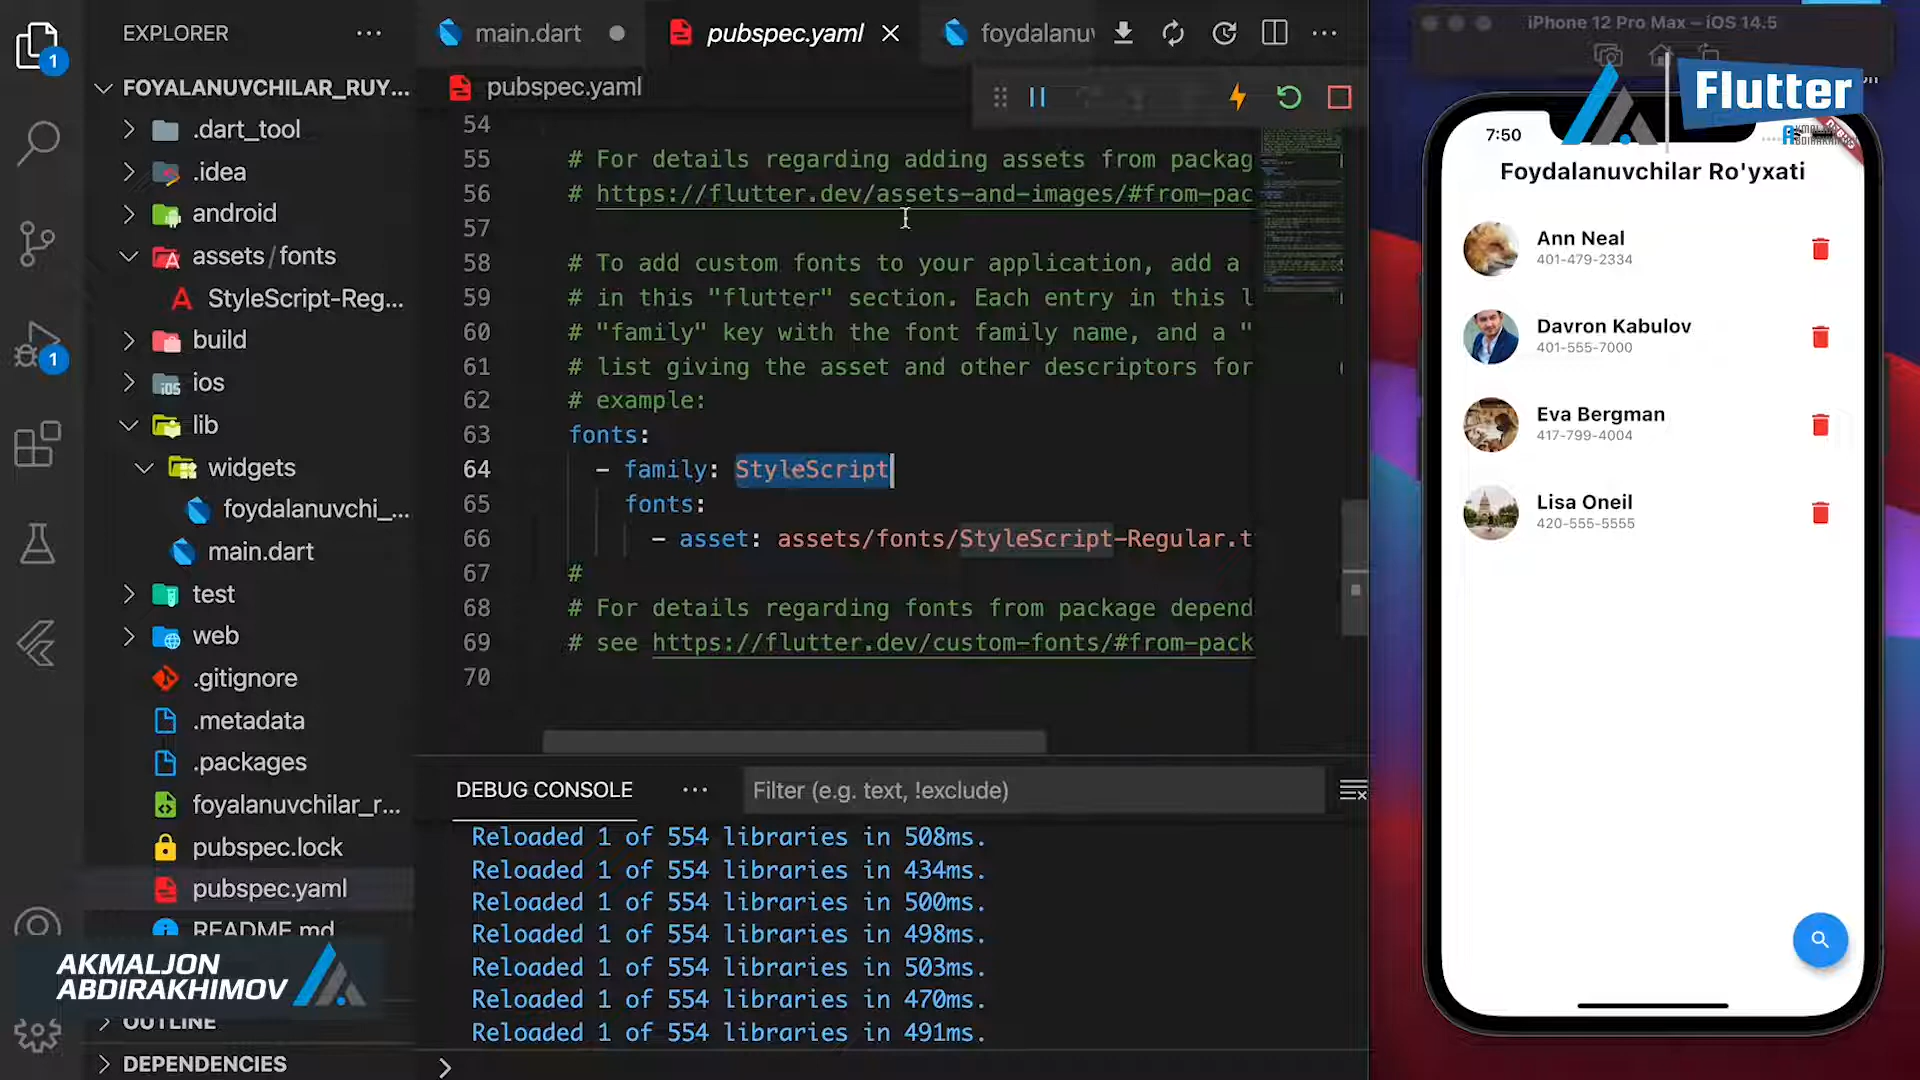 EXPLORER
FOYALANUVCHILAR_RUY...
.dart_tool
.idea
android
assets/fonts
StyleScript-Reg...
build
ios
lib
widgets
foydalanuvchi_...
main.dart
test
web
.gitignore
.metadata
.packages
foyalanuvchilar_r...
pubspec.lock
pubspec.yaml
README.md
OUTLINE
DEPENDENCIES
1
1
AKMALJON
ABDIRAKHIMOV
main.dart
pubspec.yaml
foydalanuv
pubspec.yaml
54
55 # For details regarding adding assets from packag
56 # https://flutter.dev/assets-and-images/#from-pac
57
58 # To add custom fonts to your application, add a
59 # in this "flutter" section. Each entry in this l
60 # "family" key with the font family name, and a "
61 # list giving the asset and other descriptors for
62 # example:
63 fonts:
64 - family: StyleScript
65 fonts:
66 - asset: assets/fonts/StyleScript-Regular.t
67 #
68 # For details regarding fonts from package depend
69 # see https://flutter.dev/custom-fonts/#from-pack
70
DEBUG CONSOLE
Filter (e.g. text, !exclude)
Reloaded 1 of 554 libraries in 508ms.
Reloaded 1 of 554 libraries in 434ms.
Reloaded 1 of 554 libraries in 500ms.
Reloaded 1 of 554 libraries in 498ms.
Reloaded 1 of 554 libraries in 503ms.
Reloaded 1 of 554 libraries in 470ms.
Reloaded 1 of 554 libraries in 491ms.
iPhone 12 Pro Max – iOS 14.5
Flutter
7:50
Foydalanuvchilar Ro'yxati
Ann Neal
401-479-2334
Davron Kabulov
401-555-7000
Eva Bergman
417-799-4004
Lisa Oneil
420-555-5555